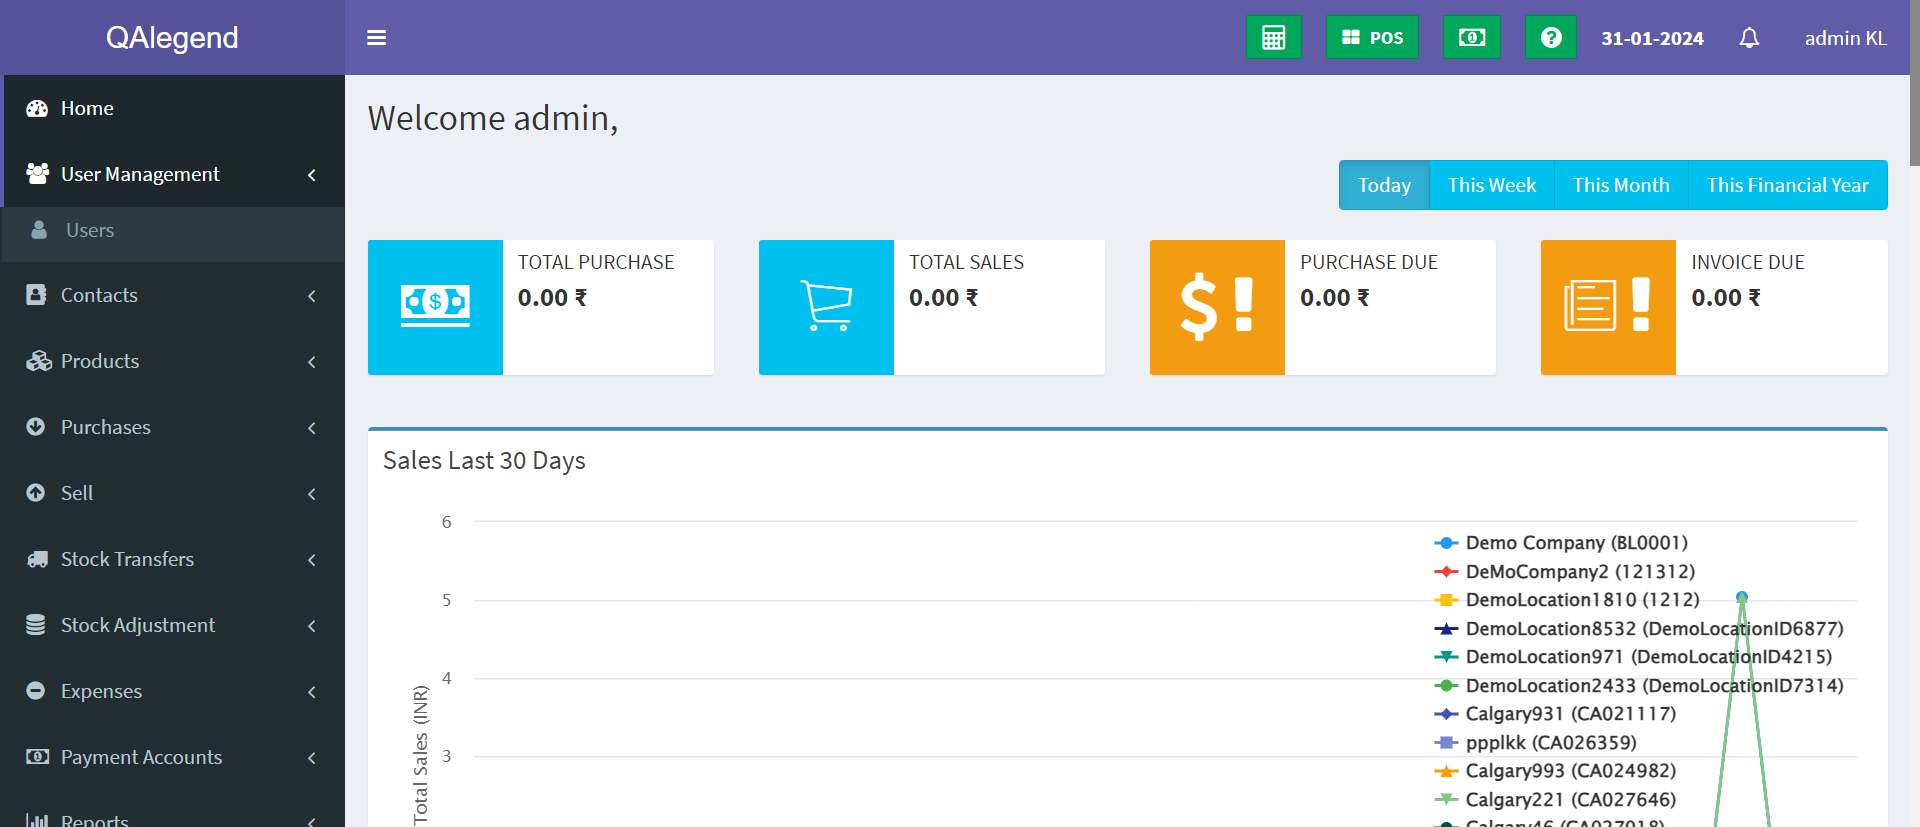 QAlegend
POS
31-01-2024
admin KL
Home
User Management
Users
Contacts
Products
Purchases
Sell
Stock Transfers
Stock Adjustment
Expenses
Payment Accounts
Reports
Welcome admin,
Today
This Week
This Month
This Financial Year
TOTAL PURCHASE
0.00 ₹
TOTAL SALES
0.00 ₹
PURCHASE DUE
0.00 ₹
INVOICE DUE
0.00 ₹
Sales Last 30 Days
6
5
4
3
Total Sales (INR)
Demo Company (BL0001)
DeMoCompany2 (121312)
DemoLocation1810 (1212)
DemoLocation8532 (DemoLocationID6877)
DemoLocation971 (DemoLocationID4215)
DemoLocation2433 (DemoLocationID7314)
Calgary931 (CA021117)
ppplkk (CA026359)
Calgary993 (CA024982)
Calgary221 (CA027646)
Calgary46 (CA027018)